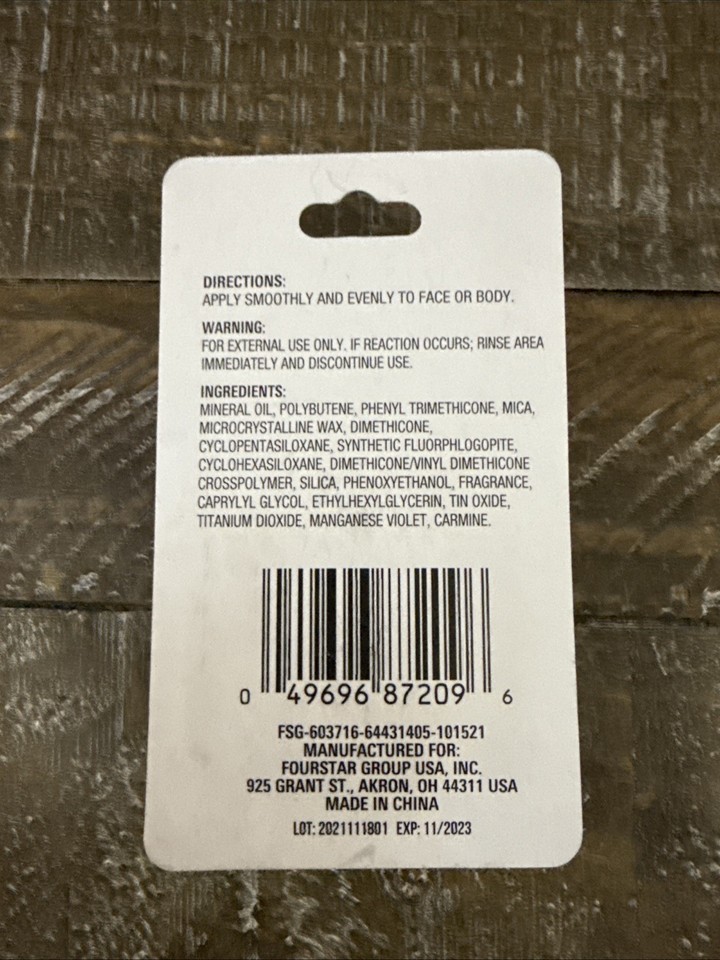 DIRECTIONS:
APPLY SMOOTHLY AND EVENLY TO FACE OR BODY.
WARNING:
FOR EXTERNAL USE ONLY. IF REACTION OCCURS; RINSE AREA
IMMEDIATELY AND DISCONTINUE USE.
INGREDIENTS:
MINERAL OIL, POLYBUTENE, PHENYL TRIMETHICONE, MICA,
MICROCRYSTALLINE WAX, DIMETHICONE,
CYCLOPENTASILOXANE, SYNTHETIC FLUORPHLOGOPITE,
CYCLOHEXASILOXANE, DIMETHICONE/VINYL DIMETHICONE
CROSSPOLYMER, SILICA, PHENOXYETHANOL, FRAGRANCE,
CAPRYLYL GLYCOL, ETHYLHEXYLGLYCERIN, TIN OXIDE,
TITANIUM DIOXIDE, MANGANESE VIOLET, CARMINE.
0 49696 87209 6
FSG-603716-64431405-101521
MANUFACTURED FOR:
FOURSTAR GROUP USA, INC.
925 GRANT ST., AKRON, OH 44311 USA
MADE IN CHINA
LOT: 2021111801 EXP: 11/2023